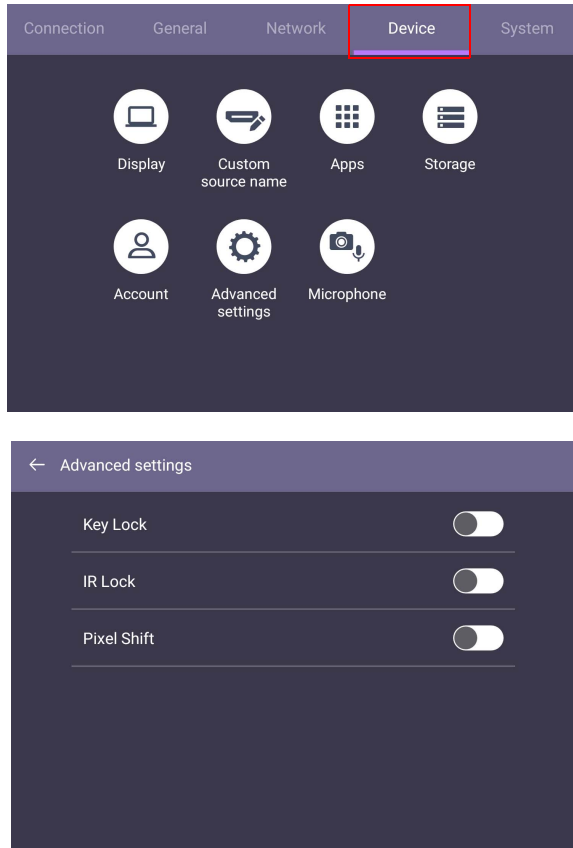 Connection General Network Device System
Display Custom source name Apps Storage
Account Advanced settings Microphone
Advanced settings
Key Lock
IR Lock
Pixel Shift